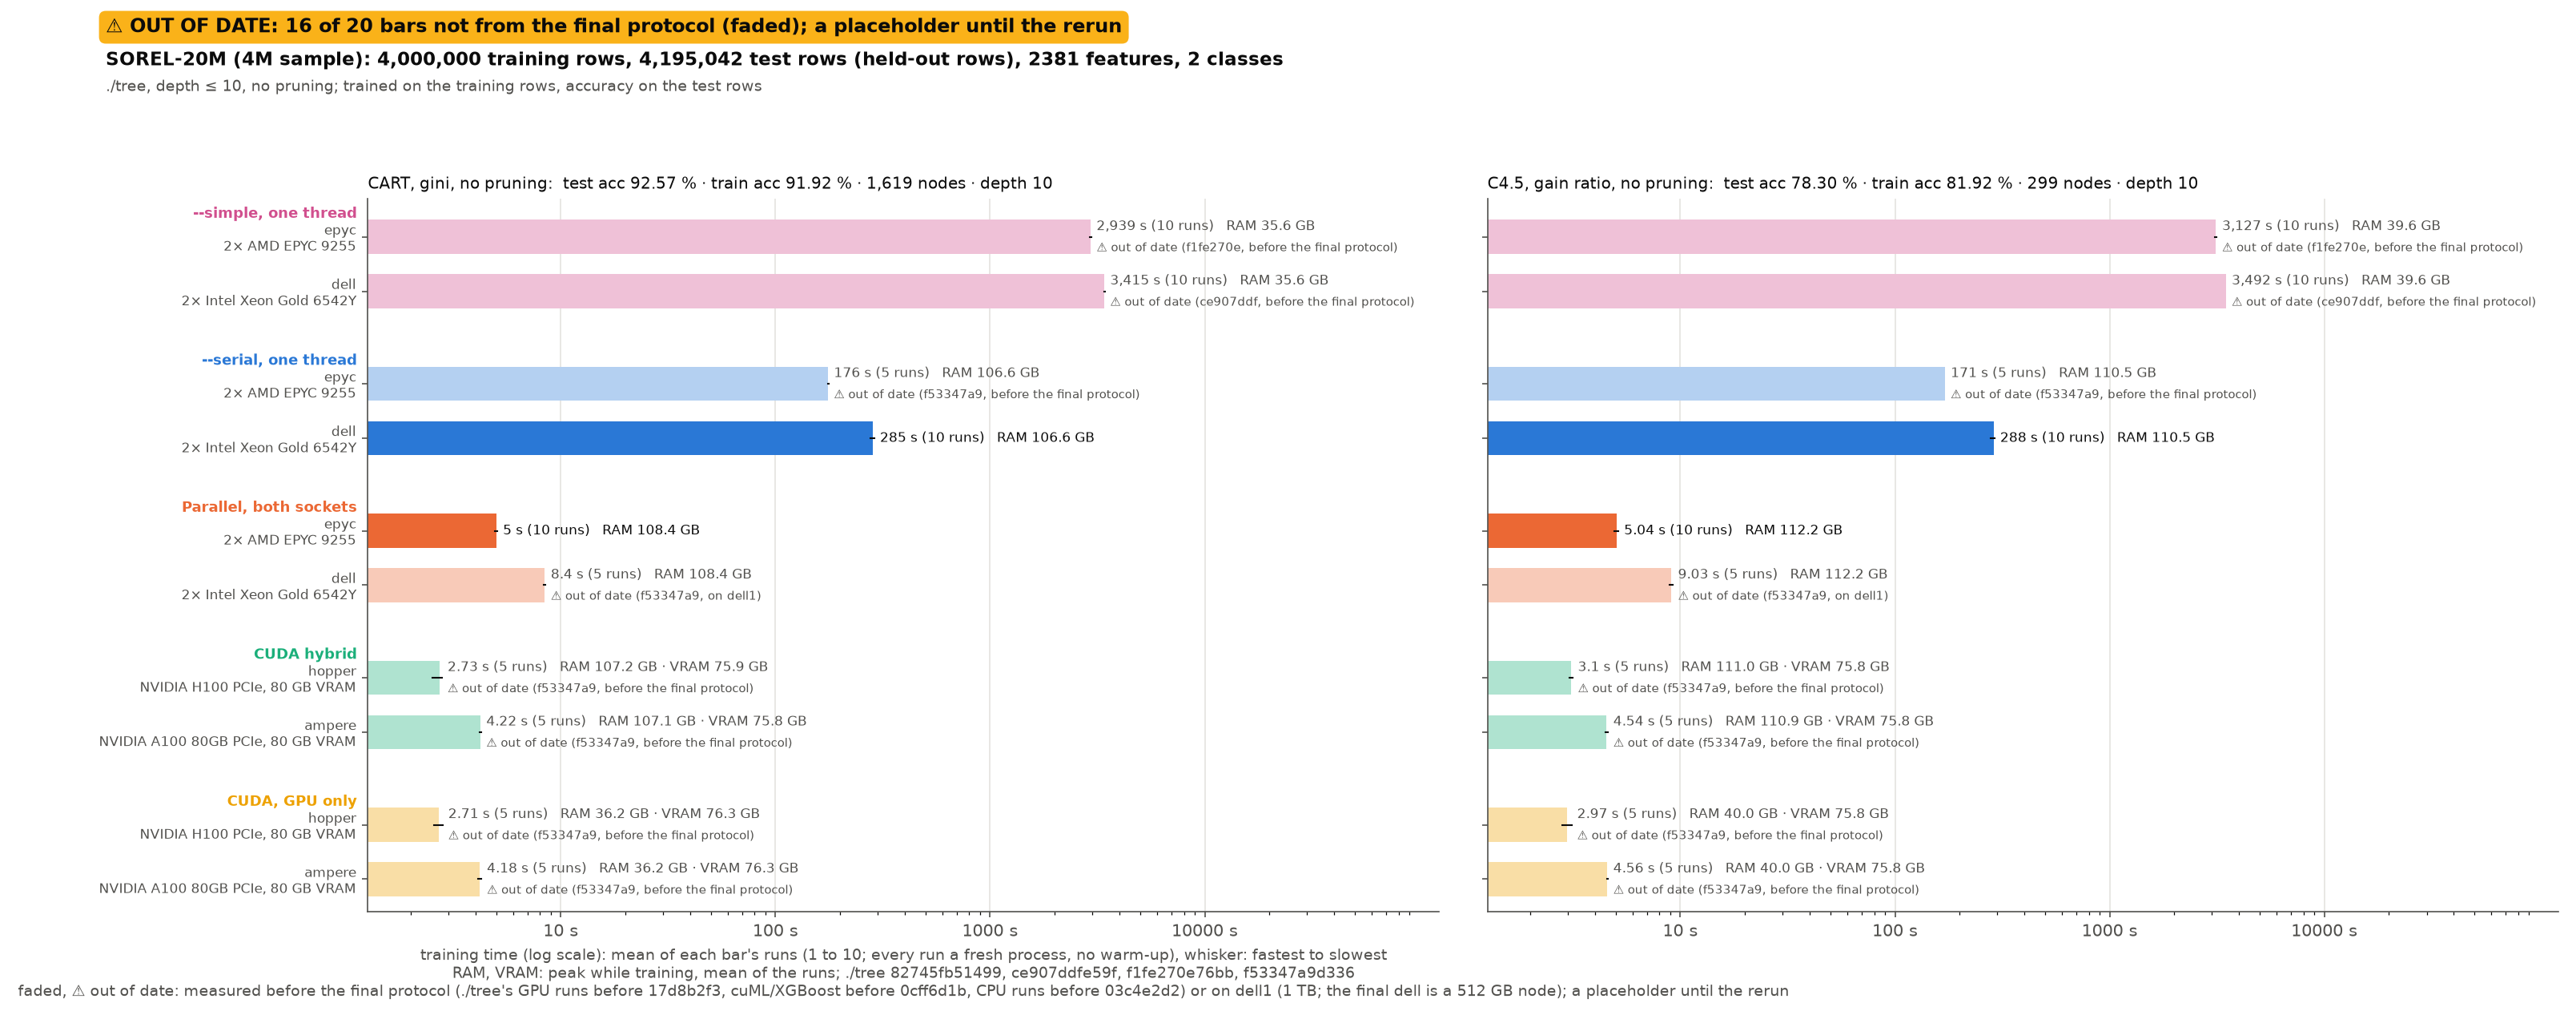 ⚠ OUT OF DATE: 16 of 20 bars not from the final protocol (faded); a placeholder until the rerun
SOREL-20M (4M sample): 4,000,000 training rows, 4,195,042 test rows (held-out rows), 2381 features, 2 classes
./tree, depth ≤ 10, no pruning; trained on the training rows, accuracy on the test rows
CART, gini, no pruning:  test acc 92.57 % · train acc 91.92 % · 1,619 nodes · depth 10
--simple, one thread
epyc
2× AMD EPYC 9255
2,939 s (10 runs)   RAM 35.6 GB
⚠ out of date (f1fe270e, before the final protocol)
dell
2× Intel Xeon Gold 6542Y
3,415 s (10 runs)   RAM 35.6 GB
⚠ out of date (ce907ddf, before the final protocol)
--serial, one thread
epyc
2× AMD EPYC 9255
176 s (5 runs)   RAM 106.6 GB
⚠ out of date (f53347a9, before the final protocol)
dell
2× Intel Xeon Gold 6542Y
285 s (10 runs)   RAM 106.6 GB
Parallel, both sockets
epyc
2× AMD EPYC 9255
5 s (10 runs)   RAM 108.4 GB
dell
2× Intel Xeon Gold 6542Y
8.4 s (5 runs)   RAM 108.4 GB
⚠ out of date (f53347a9, on dell1)
CUDA hybrid
hopper
NVIDIA H100 PCIe, 80 GB VRAM
2.73 s (5 runs)   RAM 107.2 GB · VRAM 75.9 GB
⚠ out of date (f53347a9, before the final protocol)
ampere
NVIDIA A100 80GB PCIe, 80 GB VRAM
4.22 s (5 runs)   RAM 107.1 GB · VRAM 75.8 GB
⚠ out of date (f53347a9, before the final protocol)
CUDA, GPU only
hopper
NVIDIA H100 PCIe, 80 GB VRAM
2.71 s (5 runs)   RAM 36.2 GB · VRAM 76.3 GB
⚠ out of date (f53347a9, before the final protocol)
ampere
NVIDIA A100 80GB PCIe, 80 GB VRAM
4.18 s (5 runs)   RAM 36.2 GB · VRAM 76.3 GB
⚠ out of date (f53347a9, before the final protocol)
10 s 100 s 1000 s 10000 s
C4.5, gain ratio, no pruning:  test acc 78.30 % · train acc 81.92 % · 299 nodes · depth 10
3,127 s (10 runs)   RAM 39.6 GB
⚠ out of date (f1fe270e, before the final protocol)
3,492 s (10 runs)   RAM 39.6 GB
⚠ out of date (ce907ddf, before the final protocol)
171 s (5 runs)   RAM 110.5 GB
⚠ out of date (f53347a9, before the final protocol)
288 s (10 runs)   RAM 110.5 GB
5.04 s (10 runs)   RAM 112.2 GB
9.03 s (5 runs)   RAM 112.2 GB
⚠ out of date (f53347a9, on dell1)
3.1 s (5 runs)   RAM 111.0 GB · VRAM 75.8 GB
⚠ out of date (f53347a9, before the final protocol)
4.54 s (5 runs)   RAM 110.9 GB · VRAM 75.8 GB
⚠ out of date (f53347a9, before the final protocol)
2.97 s (5 runs)   RAM 40.0 GB · VRAM 75.8 GB
⚠ out of date (f53347a9, before the final protocol)
4.56 s (5 runs)   RAM 40.0 GB · VRAM 75.8 GB
⚠ out of date (f53347a9, before the final protocol)
10 s 100 s 1000 s 10000 s
training time (log scale): mean of each bar's runs (1 to 10; every run a fresh process, no warm-up), whisker: fastest to slowest
RAM, VRAM: peak while training, mean of the runs; ./tree 82745fb51499, ce907ddfe59f, f1fe270e76bb, f53347a9d336
faded, ⚠ out of date: measured before the final protocol (./tree's GPU runs before 17d8b2f3, cuML/XGBoost before 0cff6d1b, CPU runs before 03c4e2d2) or on dell1 (1 TB; the final dell is a 512 GB node); a placeholder until the rerun